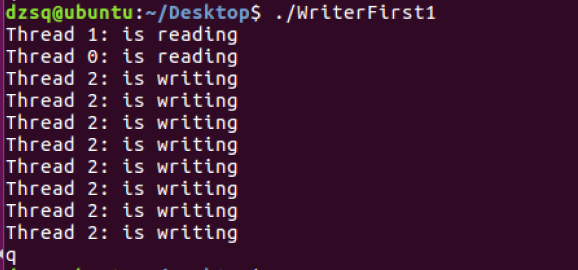 dzsq@ubuntu:~/Desktop$ ./WriterFirst1
Thread 1: is reading
Thread 0: is reading
Thread 2: is writing
Thread 2: is writing
Thread 2: is writing
Thread 2: is writing
Thread 2: is writing
Thread 2: is writing
Thread 2: is writing
Thread 2: is writing
q